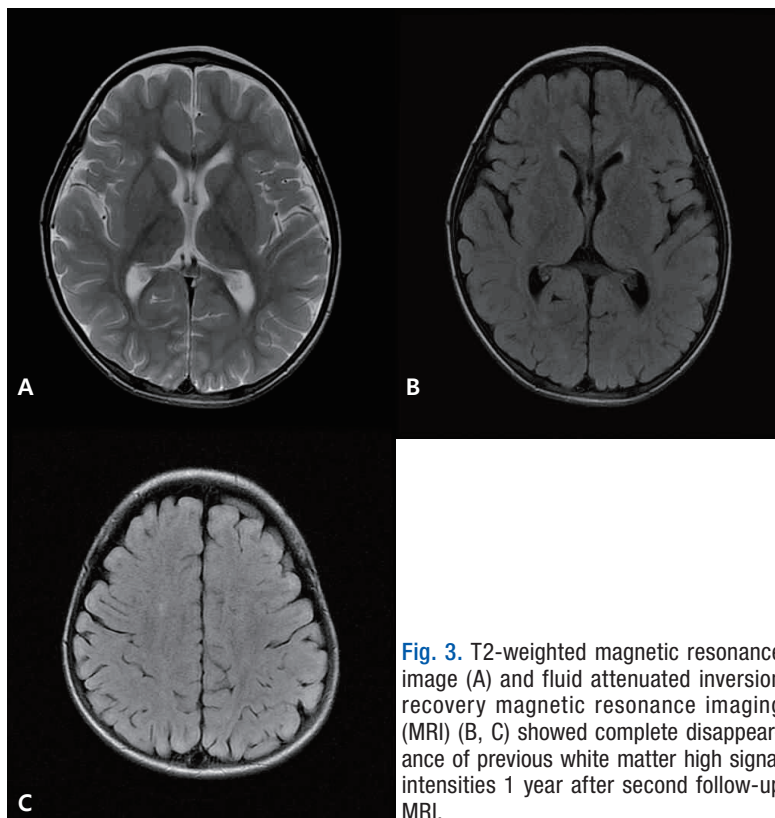 A
B
C
Fig. 3. T2-weighted magnetic resonance
image (A) and fluid attenuated inversion
recovery magnetic resonance imaging
(MRI) (B, C) showed complete disappear
ance of previous white matter high signal
intensities 1 year after second follow-up
MRI.